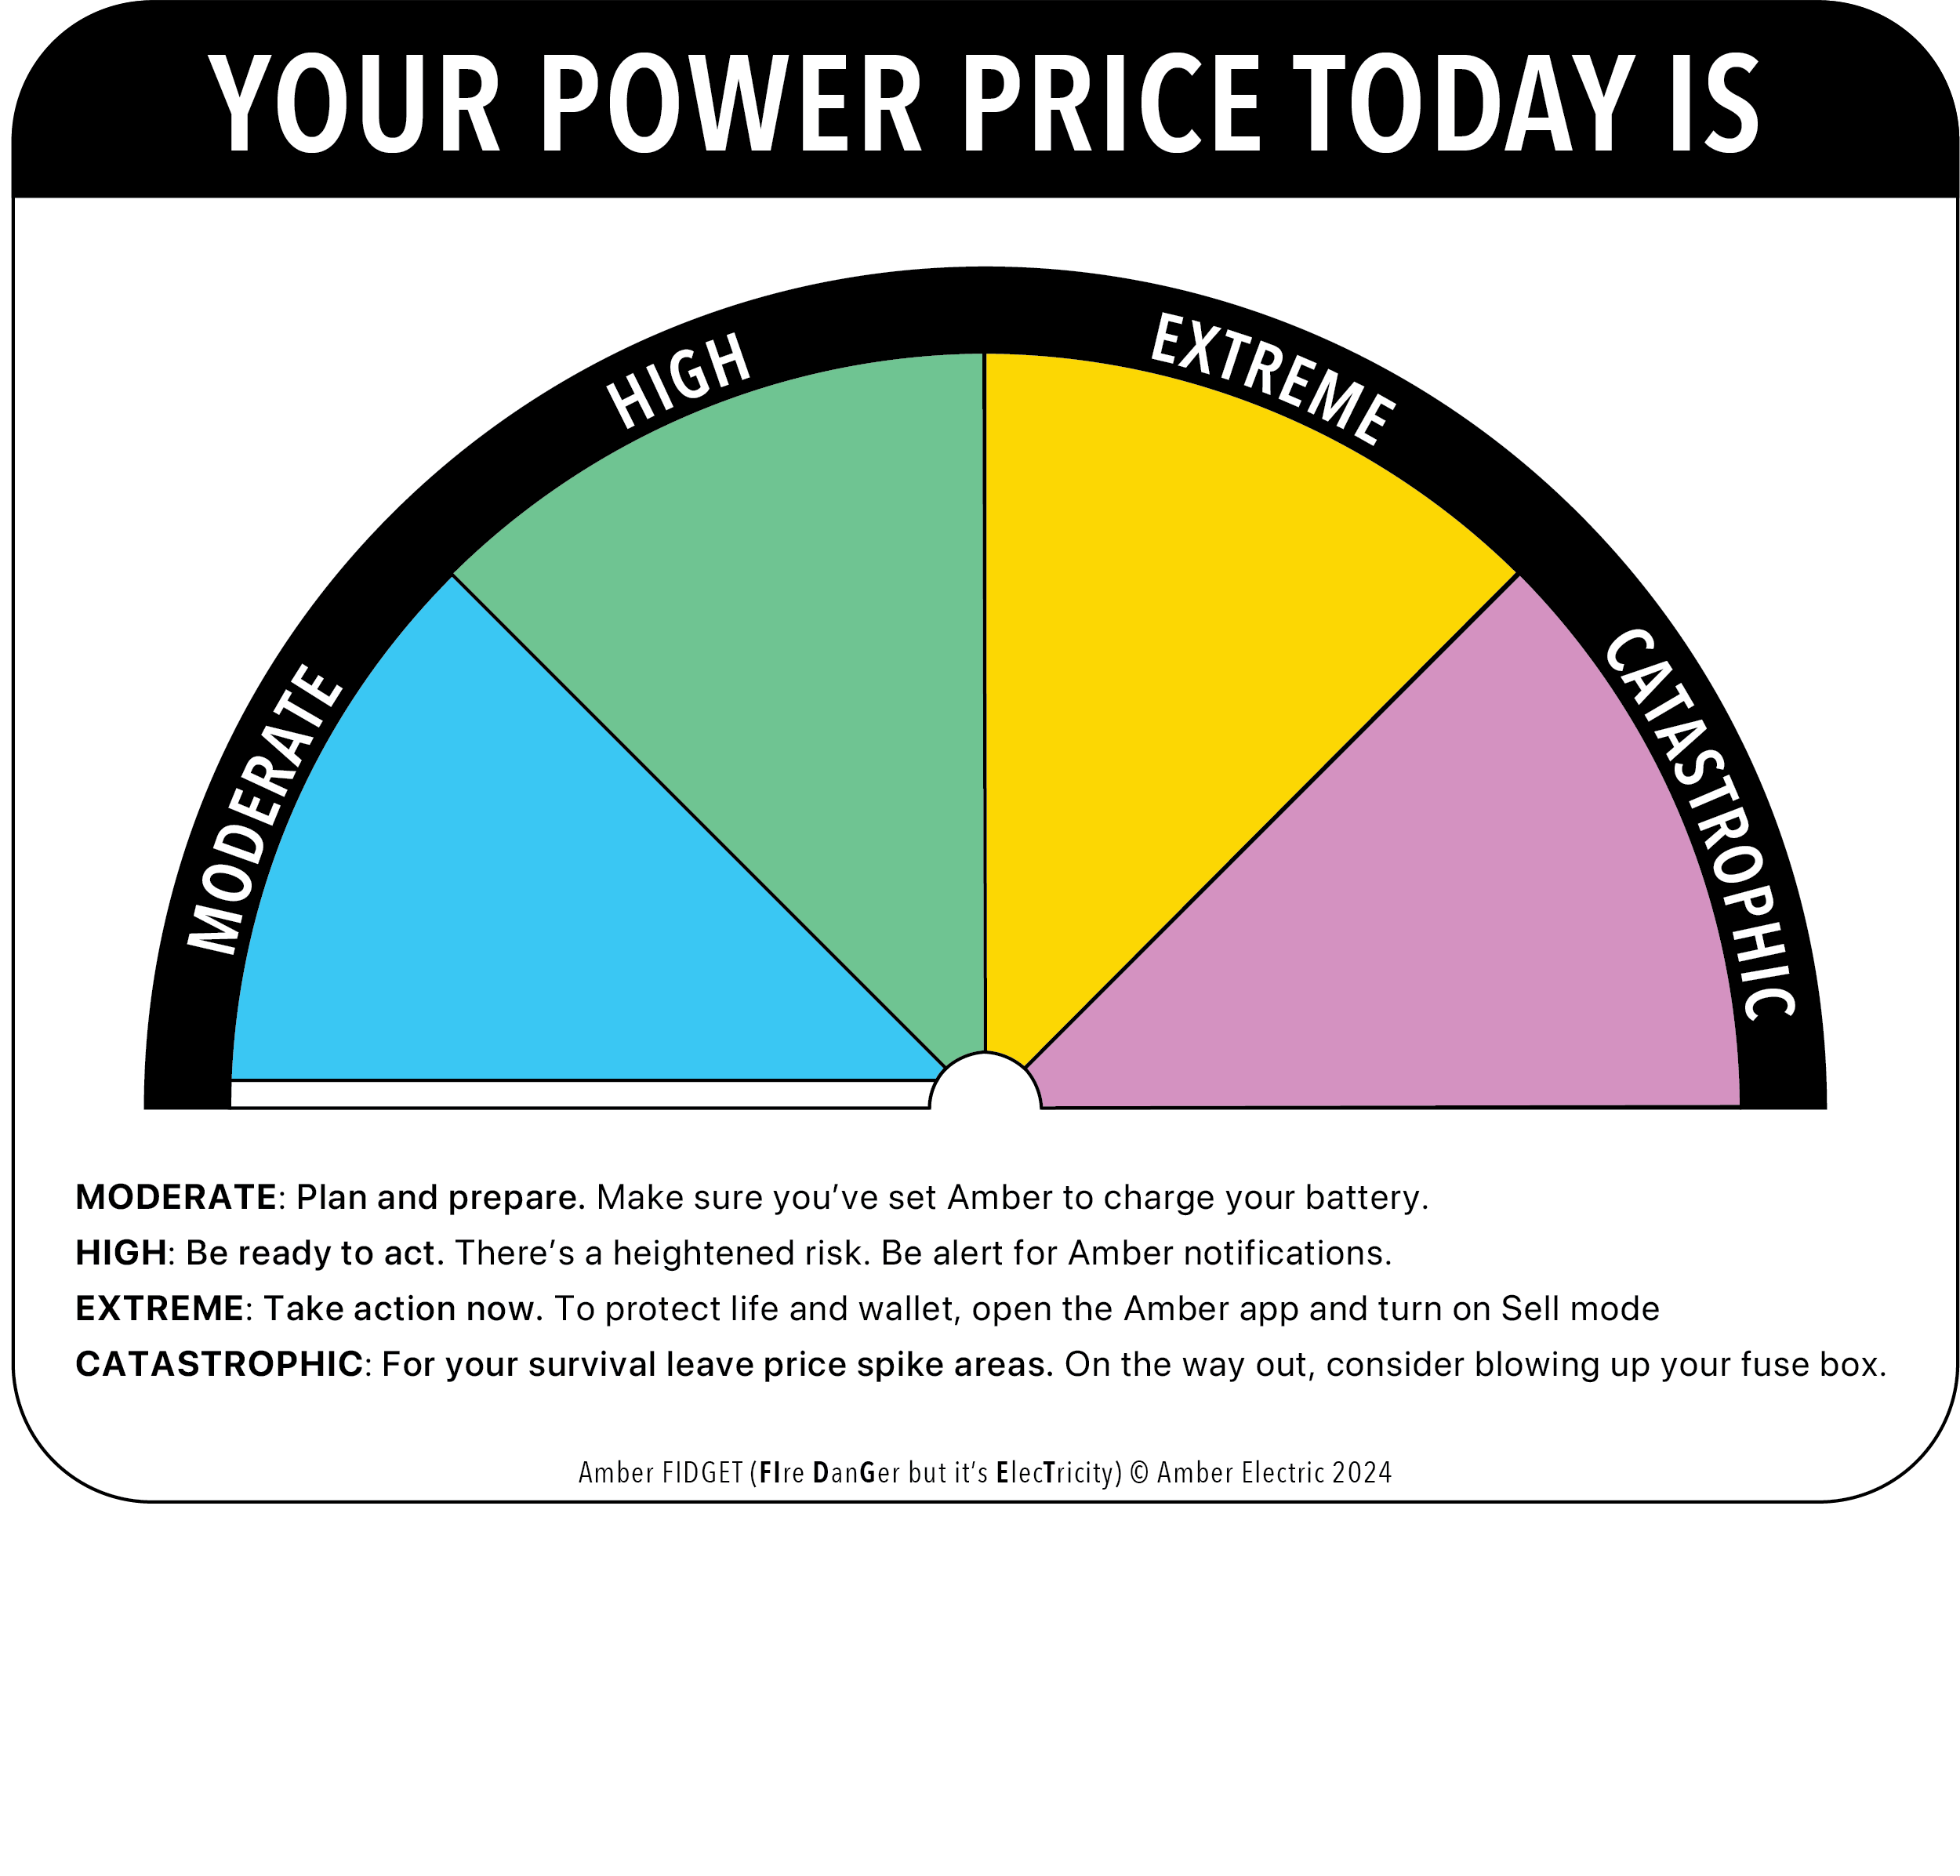 YOUR POWER PRICE TODAY IS
MODERATE
HIGH
EXTREME
CATASTROPHIC
MODERATE: Plan and prepare. Make sure you’ve set Amber to charge your battery.
HIGH: Be ready to act. There’s a heightened risk. Be alert for Amber notifications.
EXTREME: Take action now. To protect life and wallet, open the Amber app and turn on Sell mode
CATASTROPHIC: For your survival leave price spike areas. On the way out, consider blowing up your fuse box.
Amber FIDGET (FIre DanGer but it’s ElecTricity) © Amber Electric 2024